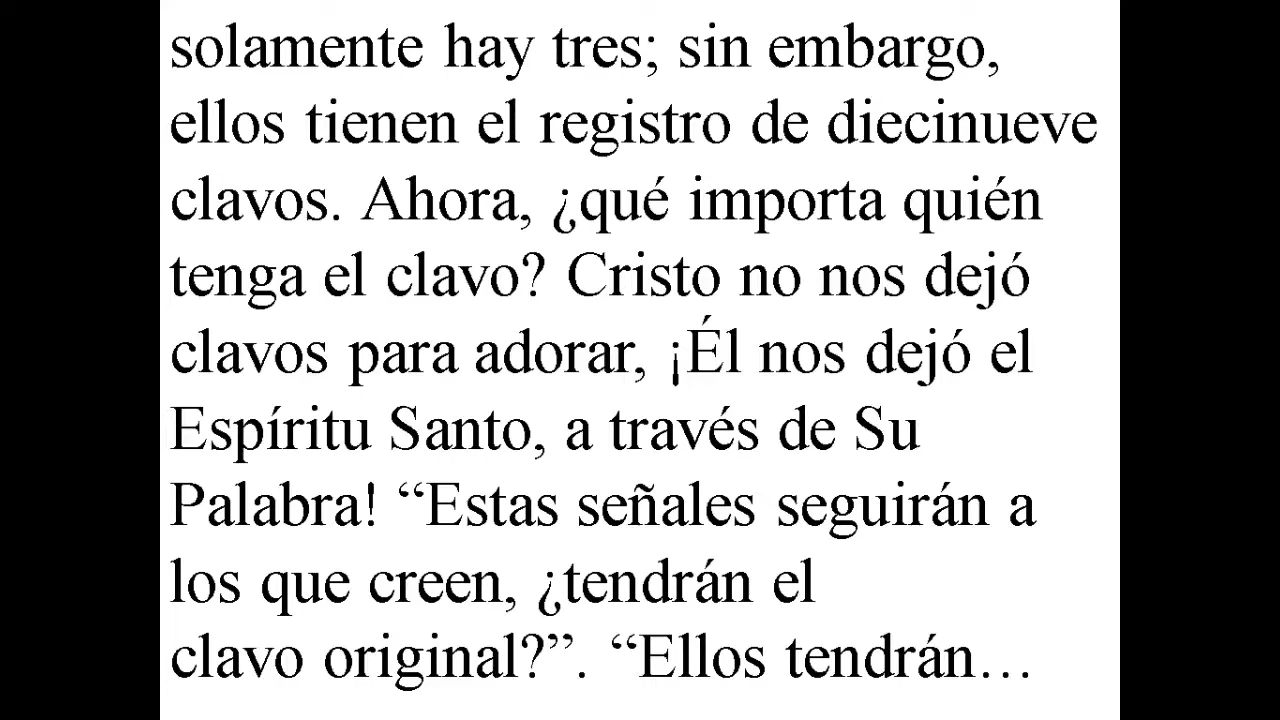 solamente hay tres; sin embargo,
ellos tienen el registro de diecinueve
clavos. Ahora, ¿qué importa quién
tenga el clavo? Cristo no nos dejó
clavos para adorar, ¡Él nos dejó el
Espíritu Santo, a través de Su
Palabra! “Estas señales seguirán a
los que creen, ¿tendrán el
clavo original?”. “Ellos tendrán…